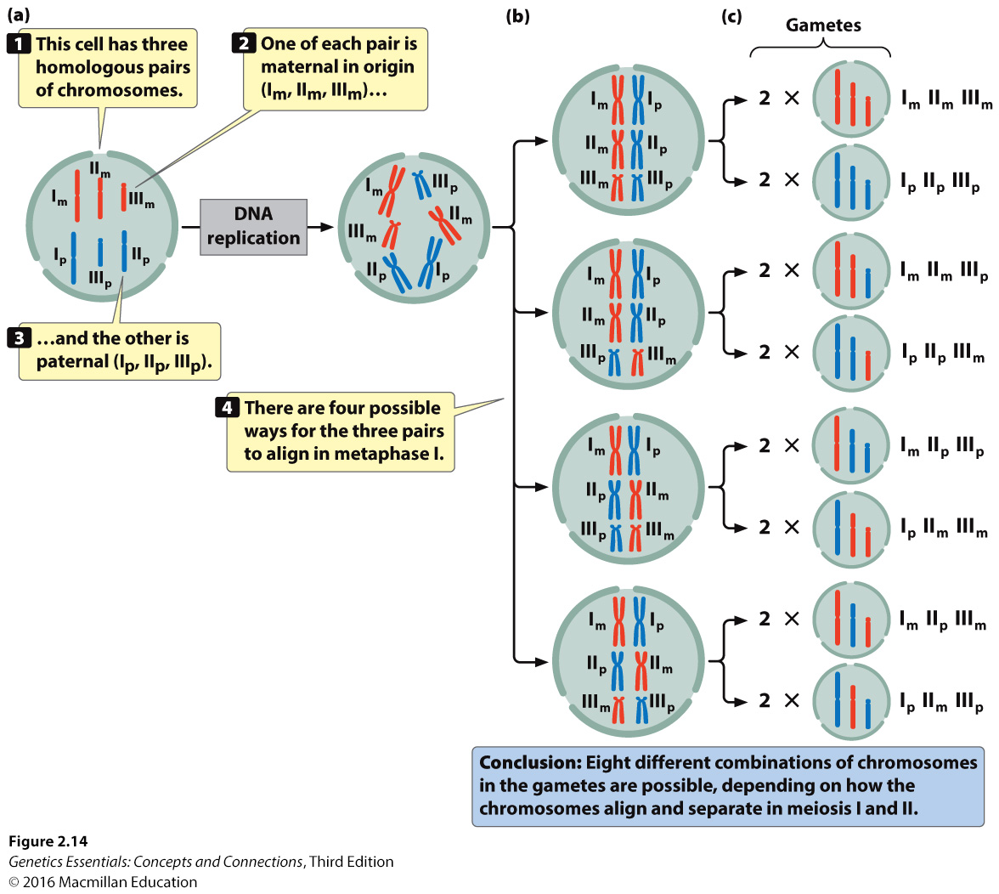 (a)
1 This cell has three
homologous pairs
of chromosomes.
2 One of each pair is
maternal in origin
(Im, IIm, IIIm)…
Im
IIm
IIIm
Ip
IIIp
IIp
3 …and the other is
paternal (Ip, IIp, IIIp).
DNA
replication
Im
IIIp
IIm
IIIm
IIp
Ip
4 There are four possible
ways for the three pairs
to align in metaphase I.
(b)
Im Ip
IIm IIp
IIIm IIIp
Im Ip
IIm IIp
IIIp IIIm
Im Ip
IIp IIm
IIIp IIIm
Im Ip
IIp IIm
IIIm IIIp
(c)
Gametes
2 × Im IIm IIIm
2 × Ip IIp IIIp
2 × Im IIm IIIp
2 × Ip IIp IIIm
2 × Im IIp IIIp
2 × Ip IIm IIIm
2 × Im IIp IIIm
2 × Ip IIm IIIp
Conclusion: Eight different combinations of chromosomes
in the gametes are possible, depending on how the
chromosomes align and separate in meiosis I and II.
Figure 2.14
Genetics Essentials: Concepts and Connections, Third Edition
© 2016 Macmillan Education